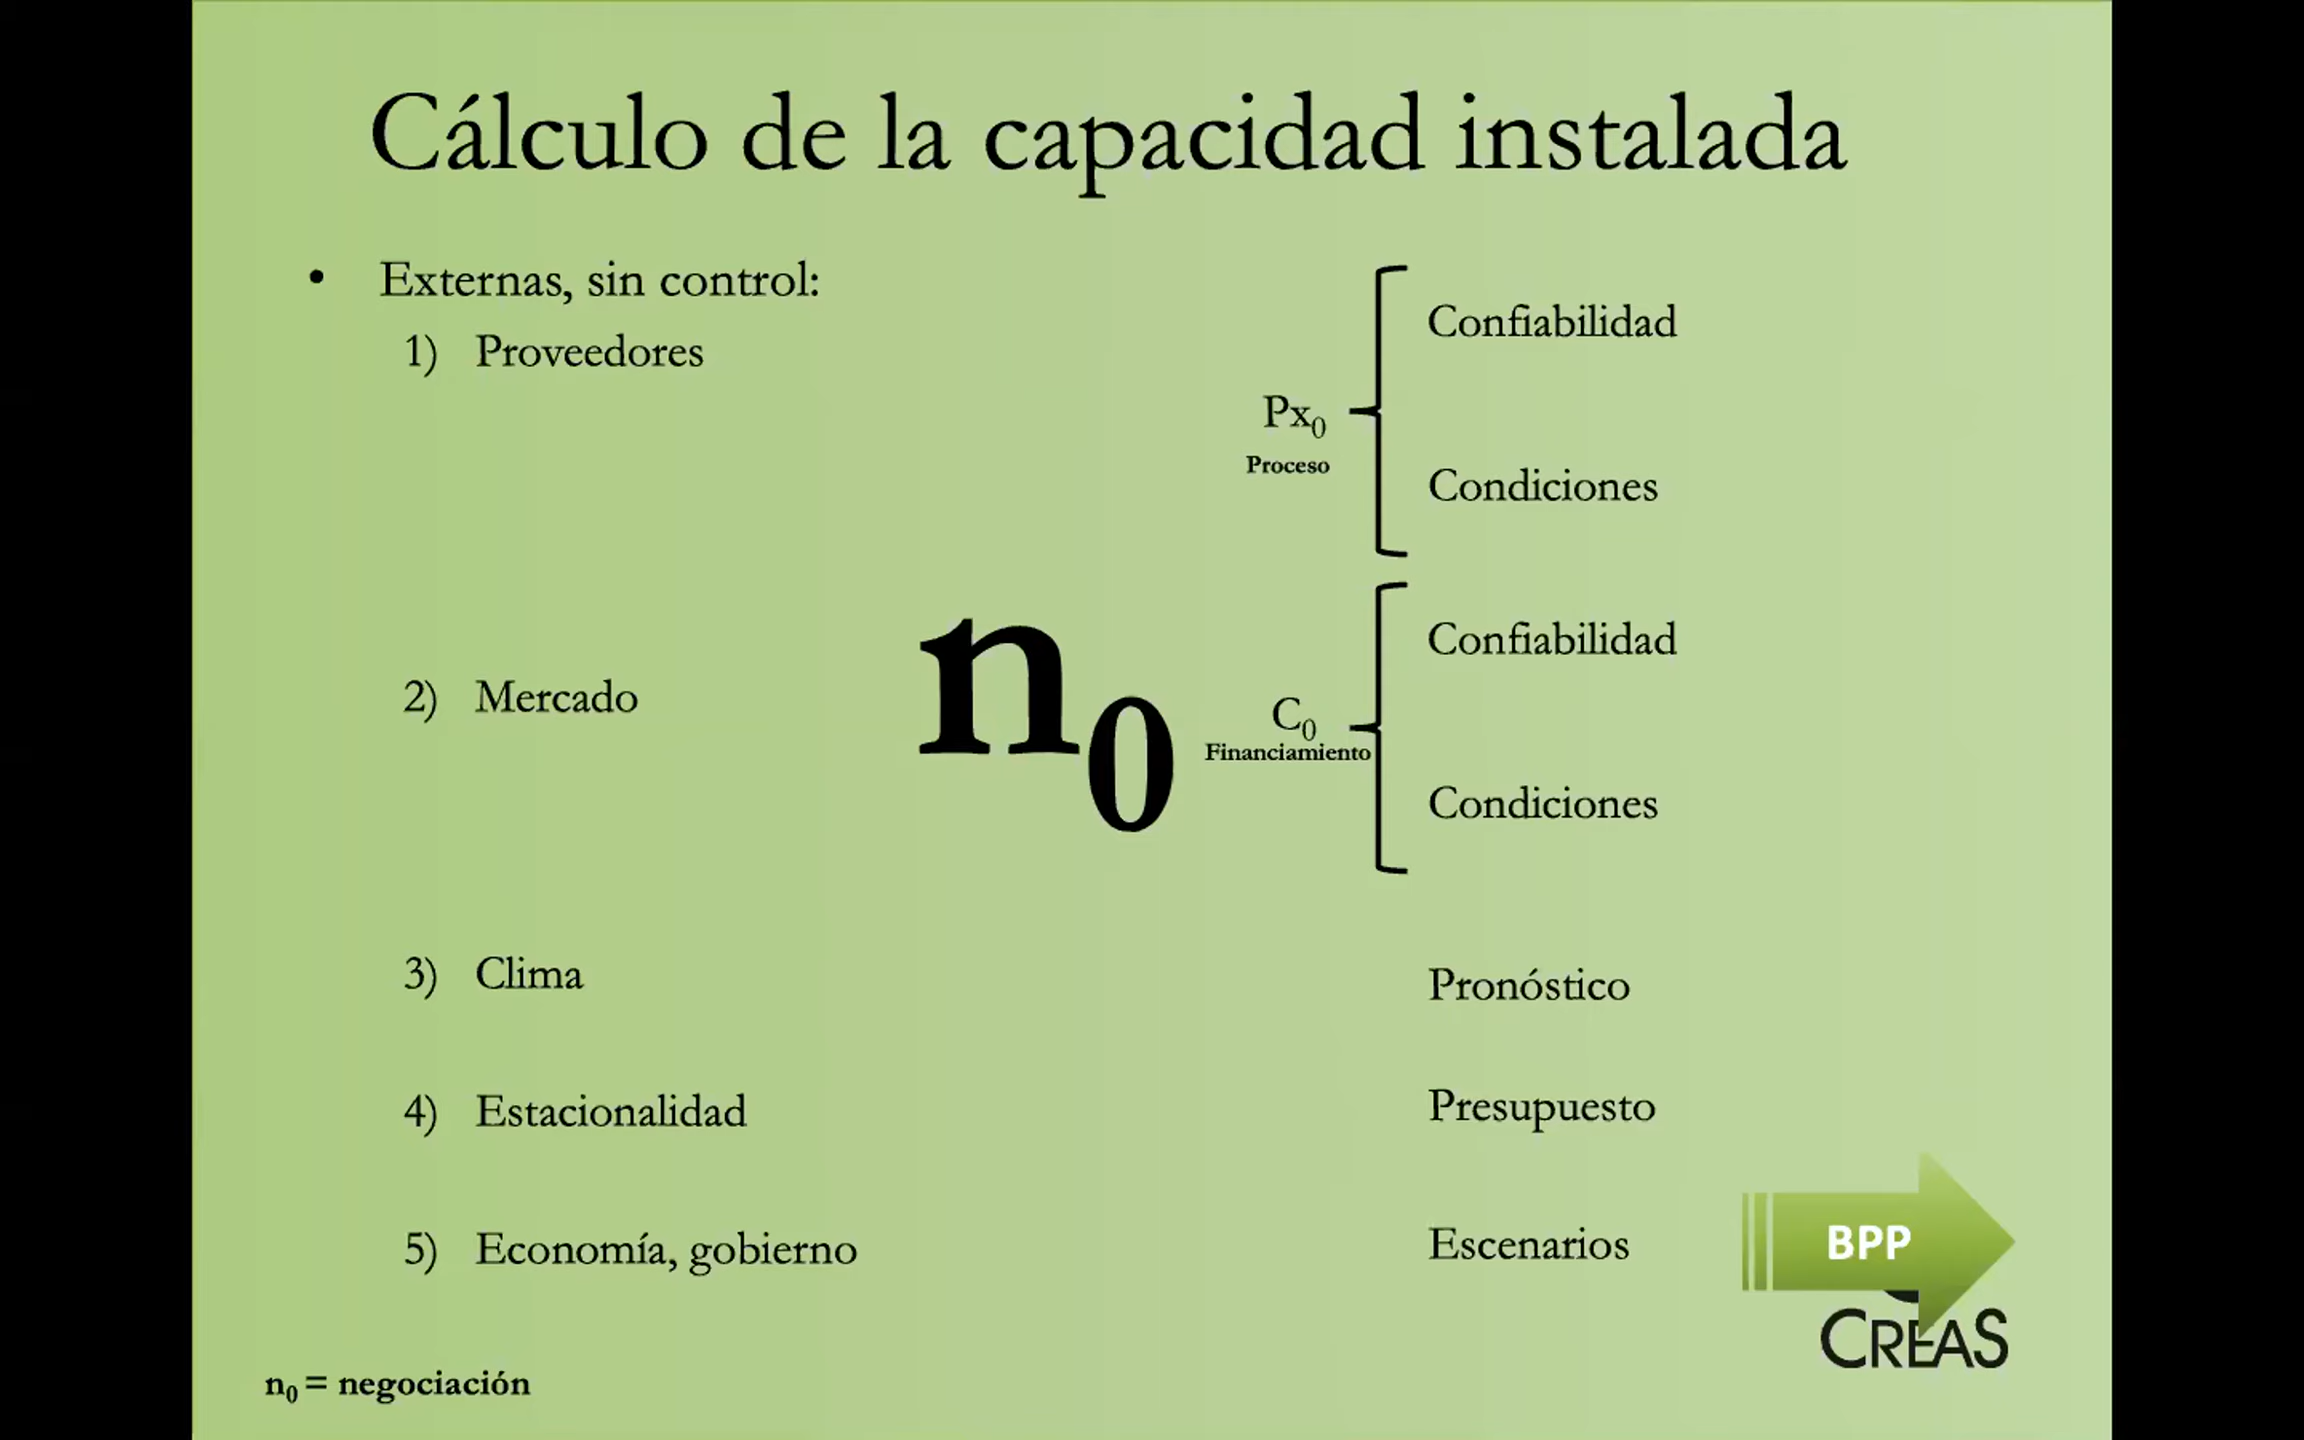 Cálculo de la capacidad instalada
• Externas, sin control:
1) Proveedores
Px₀
Proceso
Confiabilidad
Condiciones
2) Mercado
n₀
C₀
Financiamiento
Confiabilidad
Condiciones
3) Clima
Pronóstico
4) Estacionalidad
Presupuesto
5) Economía, gobierno
Escenarios
BPP
CREAS
n₀ = negociación